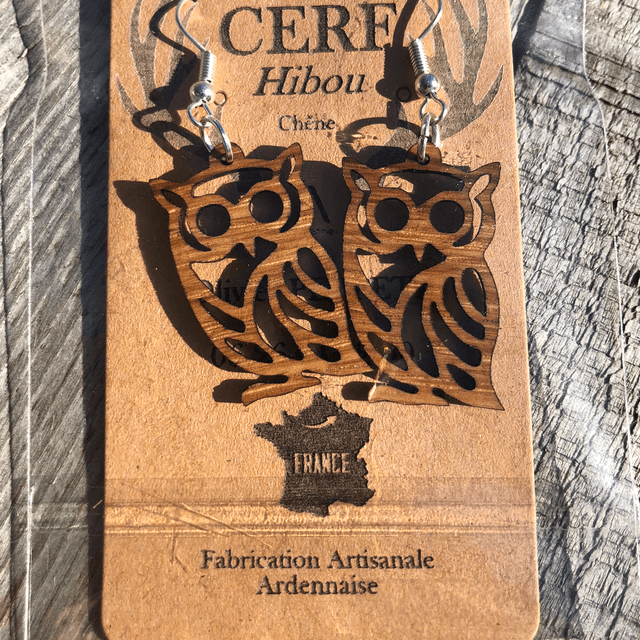 CERF
Hibou
Chêne
FRANCE
Fabrication Artisanale
Ardennaise